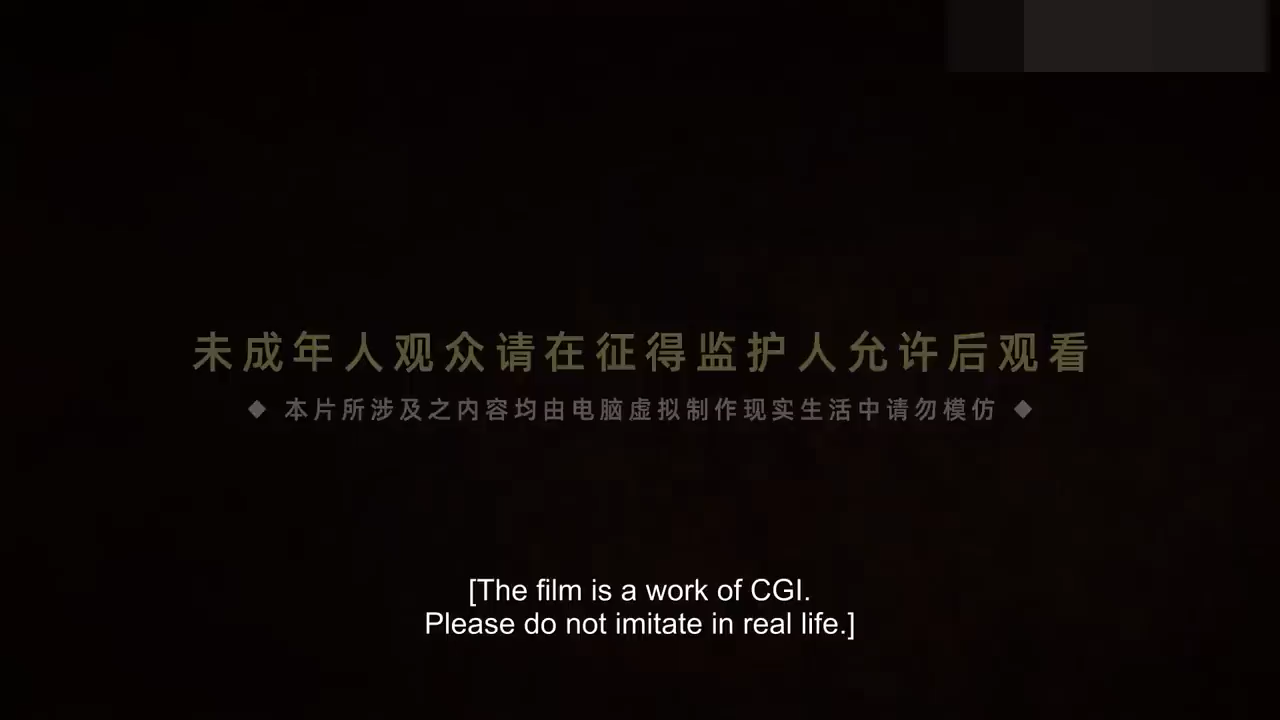 未成年人观众请在征得监护人允许后观看
◆ 本片所涉及之内容均由电脑虚拟制作现实生活中请勿模仿 ◆
[The film is a work of CGI.
Please do not imitate in real life.]